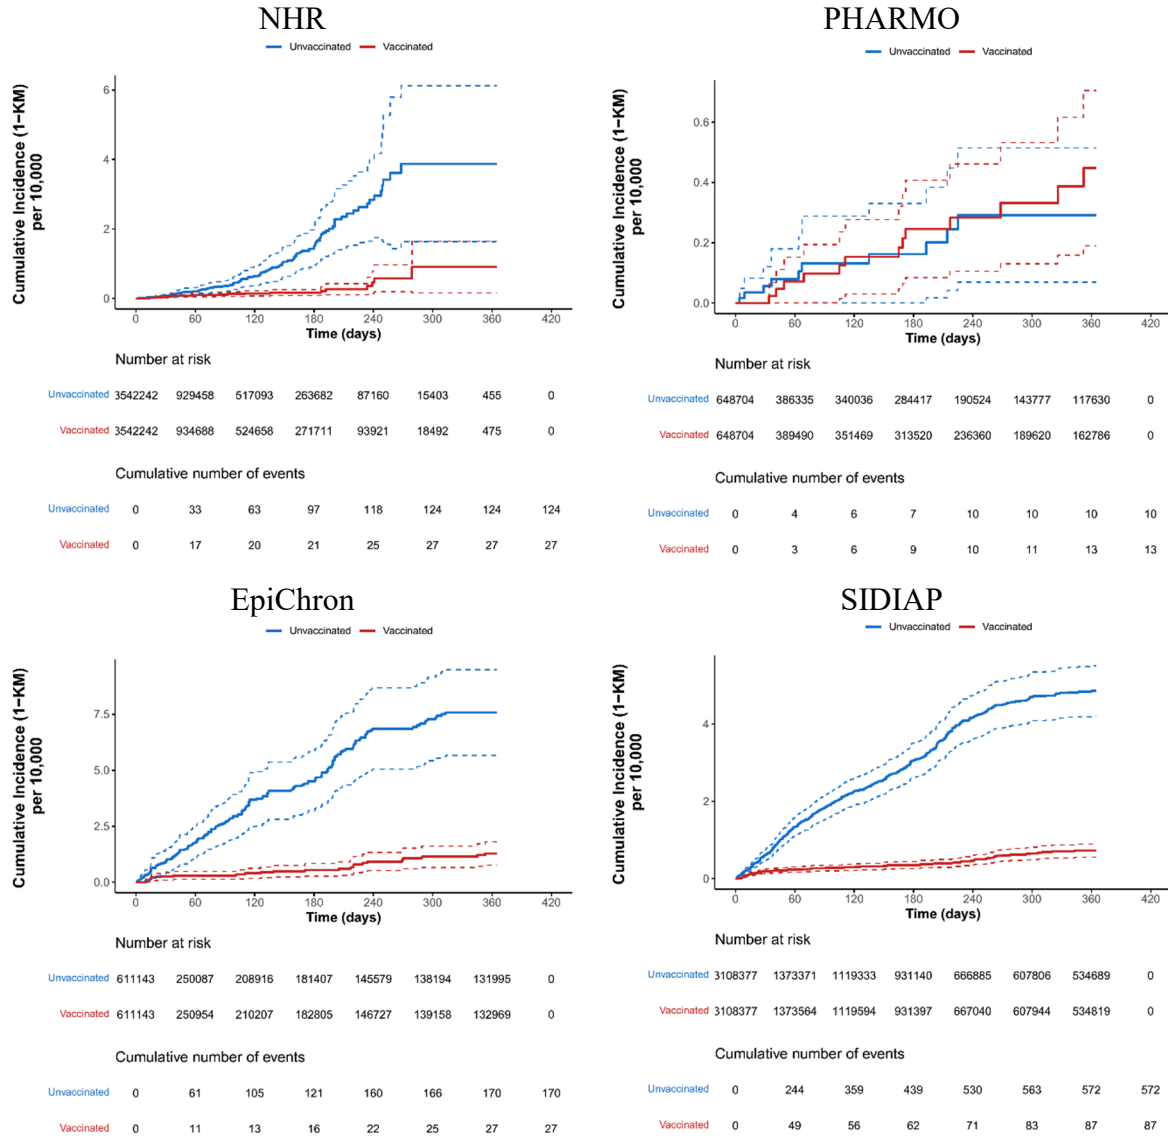 NHR
Unvaccinated Vaccinated
Cumulative Incidence (1−KM)
per 10,000
6
4
2
0
0 60 120 180 240 300 360 420
Time (days)
Number at risk
Unvaccinated 3542242 929458 517093 263682 87160 15403 455 0
Vaccinated 3542242 934688 524658 271711 93921 18492 475 0
Cumulative number of events
Unvaccinated 0 33 63 97 118 124 124 124
Vaccinated 0 17 20 21 25 27 27 27
PHARMO
Unvaccinated Vaccinated
Cumulative Incidence (1−KM)
per 10,000
0.6
0.4
0.2
0.0
0 60 120 180 240 300 360 420
Time (days)
Number at risk
Unvaccinated 648704 386335 340036 284417 190524 143777 117630 0
Vaccinated 648704 389490 351469 313520 236360 189620 162786 0
Cumulative number of events
Unvaccinated 0 4 6 7 10 10 10 10
Vaccinated 0 3 6 9 10 11 13 13
EpiChron
Unvaccinated Vaccinated
Cumulative Incidence (1−KM)
per 10,000
7.5
5.0
2.5
0.0
0 60 120 180 240 300 360 420
Time (days)
Number at risk
Unvaccinated 611143 250087 208916 181407 145579 138194 131995 0
Vaccinated 611143 250954 210207 182805 146727 139158 132969 0
Cumulative number of events
Unvaccinated 0 61 105 121 160 166 170 170
Vaccinated 0 11 13 16 22 25 27 27
SIDIAP
Unvaccinated Vaccinated
Cumulative Incidence (1−KM)
per 10,000
4
2
0
0 60 120 180 240 300 360 420
Time (days)
Number at risk
Unvaccinated 3108377 1373371 1119333 931140 666885 607806 534689 0
Vaccinated 3108377 1373564 1119594 931397 667040 607944 534819 0
Cumulative number of events
Unvaccinated 0 244 359 439 530 563 572 572
Vaccinated 0 49 56 62 71 83 87 87